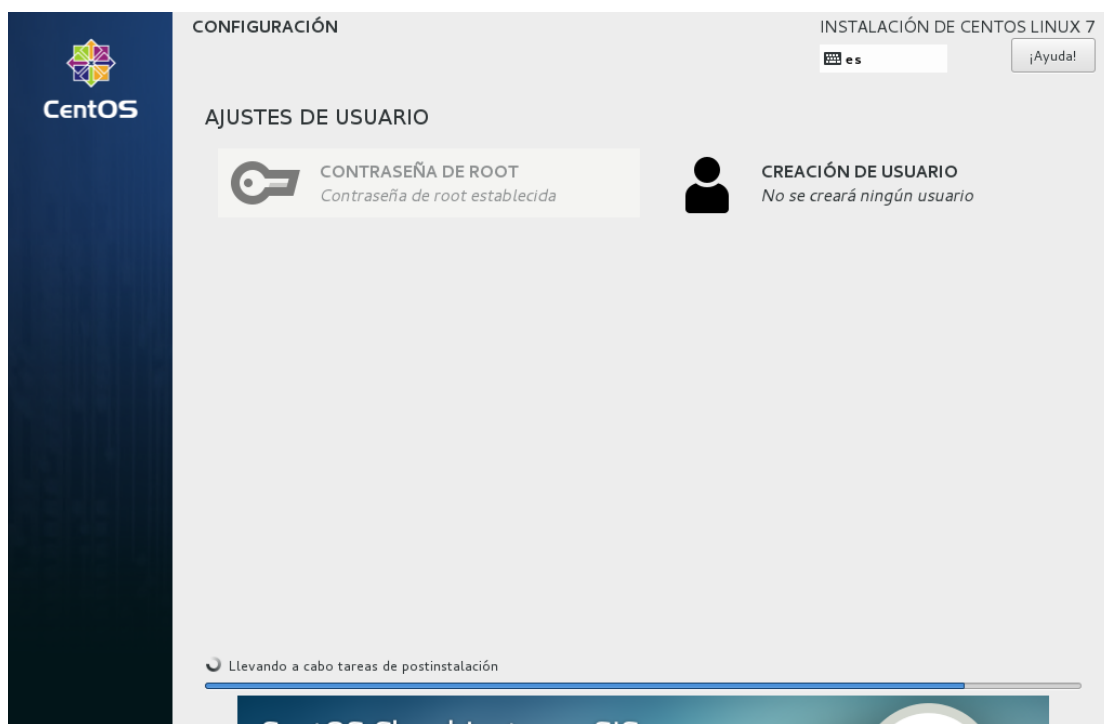 CONFIGURACIÓN
INSTALACIÓN DE CENTOS LINUX 7
es
¡Ayuda!
CentOS
AJUSTES DE USUARIO
CONTRASEÑA DE ROOT
Contraseña de root establecida
CREACIÓN DE USUARIO
No se creará ningún usuario
Llevando a cabo tareas de postinstalación